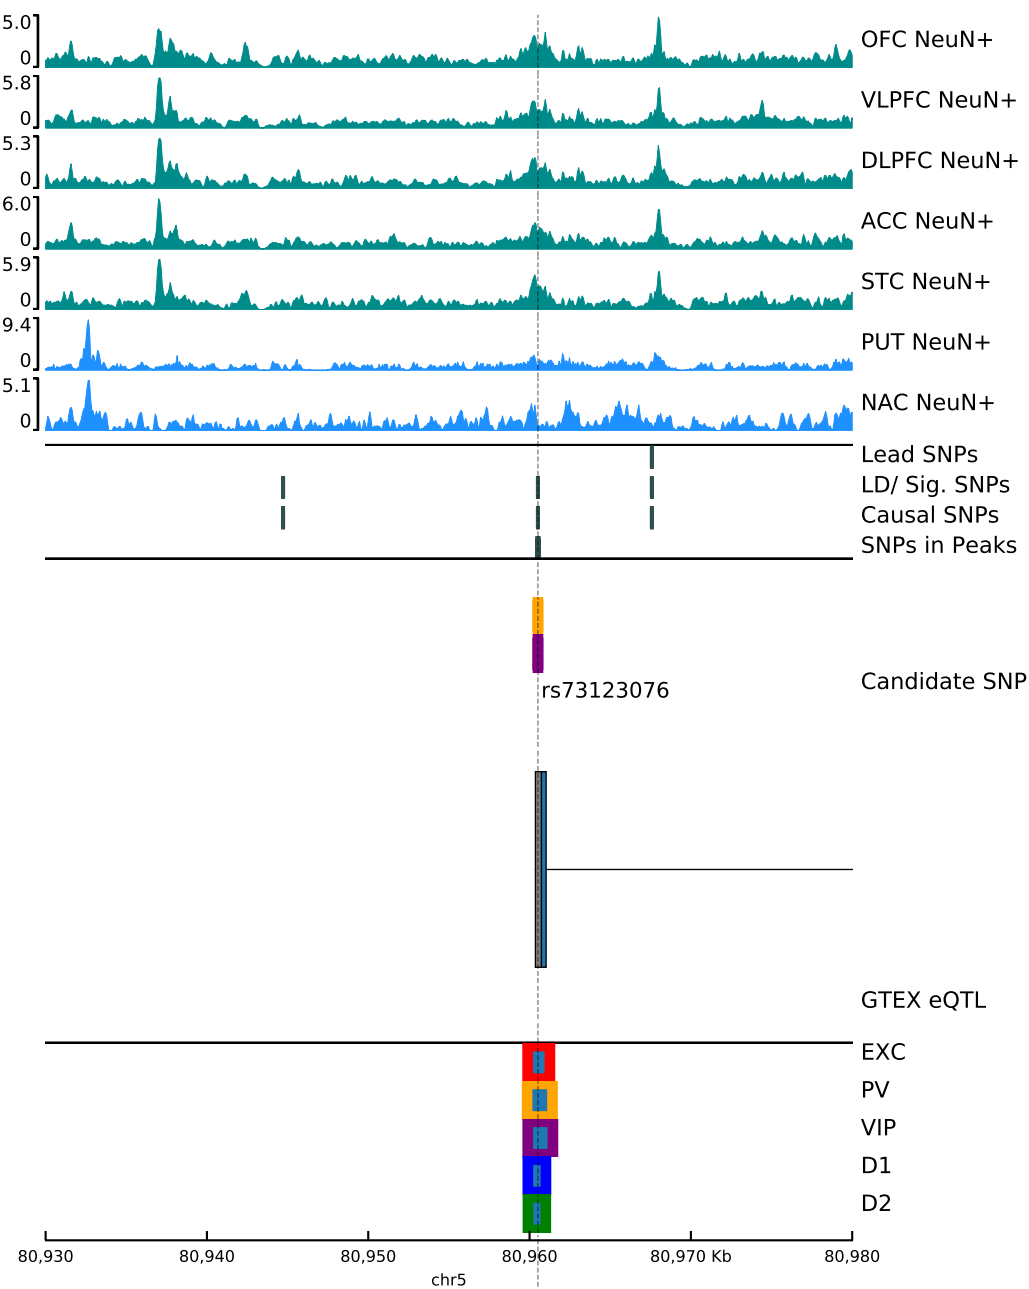 5.0
0
OFC NeuN+
5.8
0
VLPFC NeuN+
5.3
0
DLPFC NeuN+
6.0
0
ACC NeuN+
5.9
0
STC NeuN+
9.4
0
PUT NeuN+
5.1
0
NAC NeuN+
Lead SNPs
LD/ Sig. SNPs
Causal SNPs
SNPs in Peaks
Candidate SNP
rs73123076
GTEX eQTL
EXC
PV
VIP
D1
D2
80,930 80,940 80,950 80,960 80,970 Kb 80,980
chr5